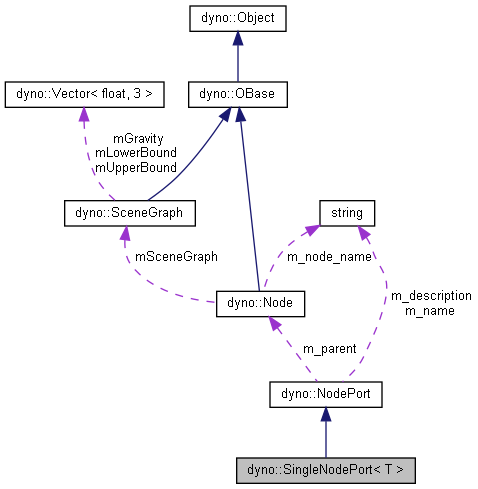 dyno::Object
dyno::Vector< float, 3 >
dyno::OBase
mGravity
mLowerBound
mUpperBound
dyno::SceneGraph
string
mSceneGraph
m_node_name
dyno::Node
m_description
m_name
m_parent
dyno::NodePort
dyno::SingleNodePort< T >